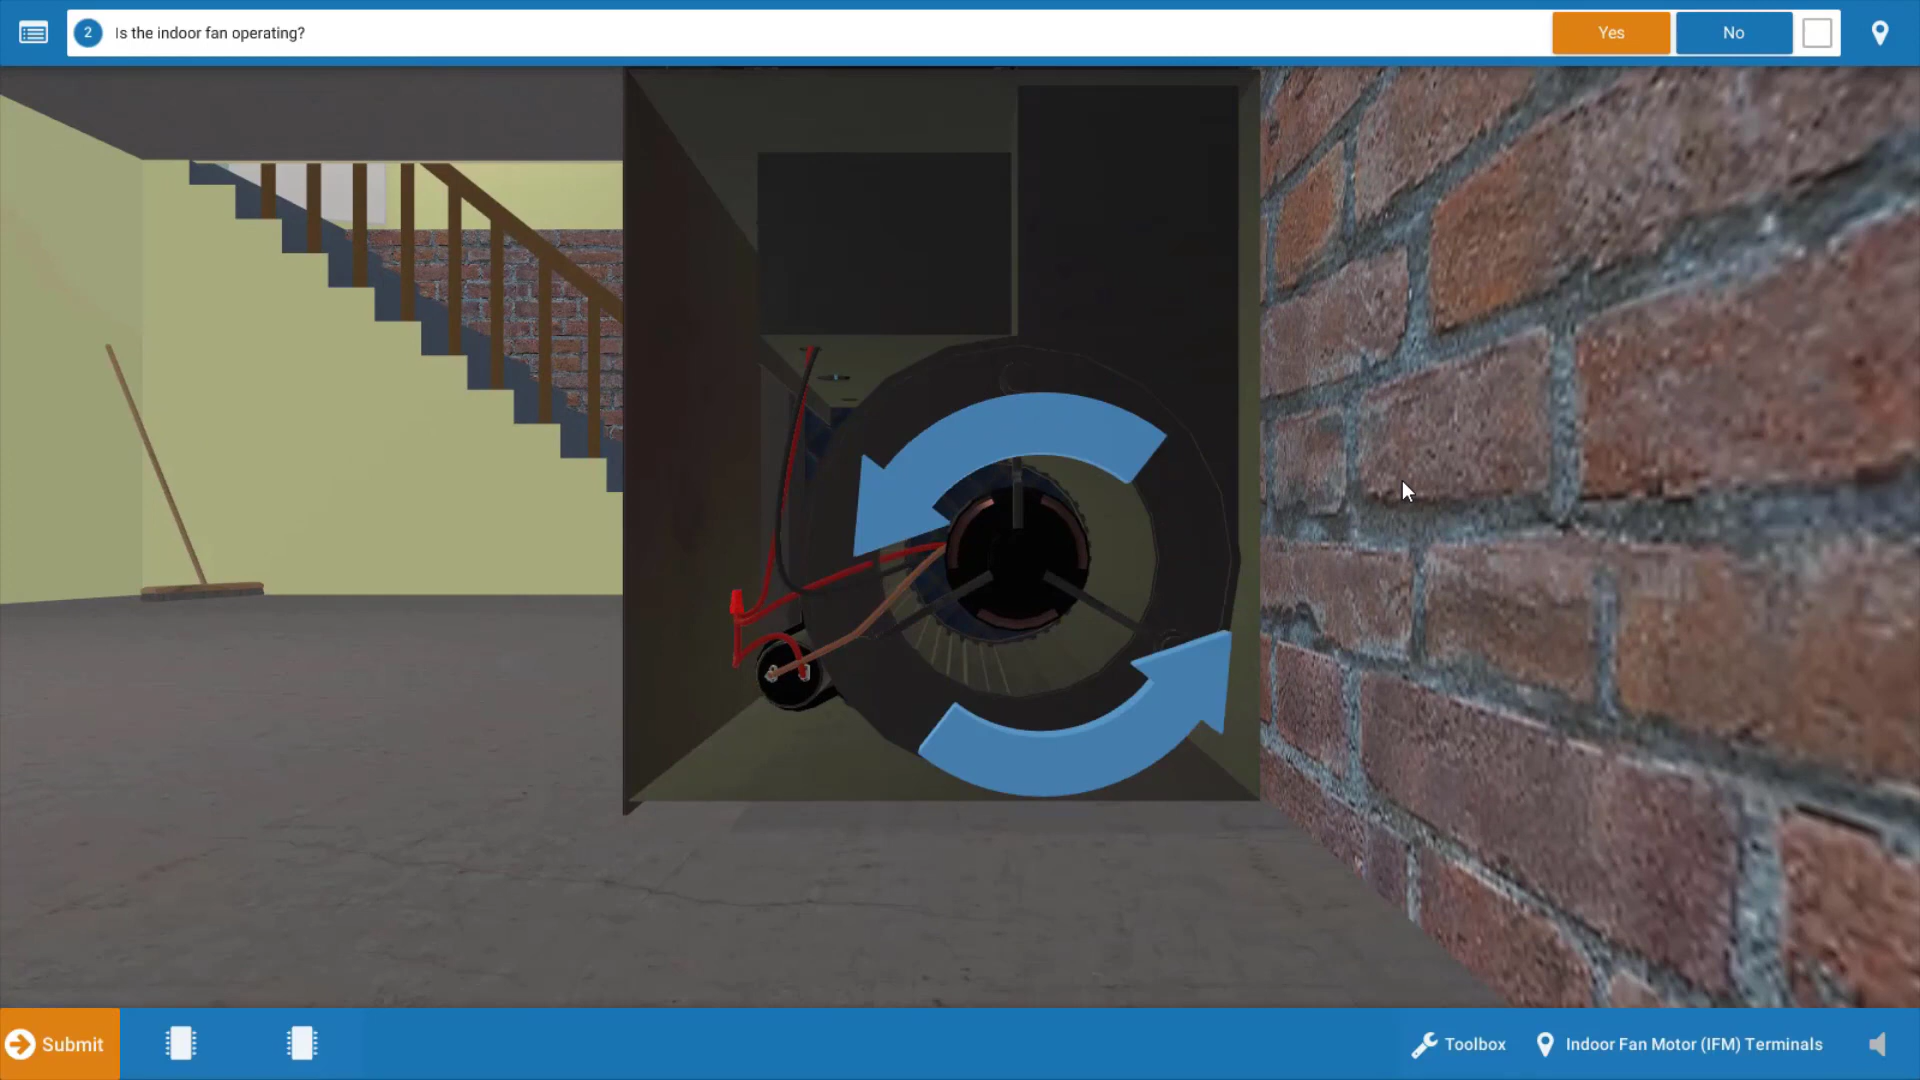 2 Is the indoor fan operating? Yes No
Submit Toolbox Indoor Fan Motor (IFM) Terminals